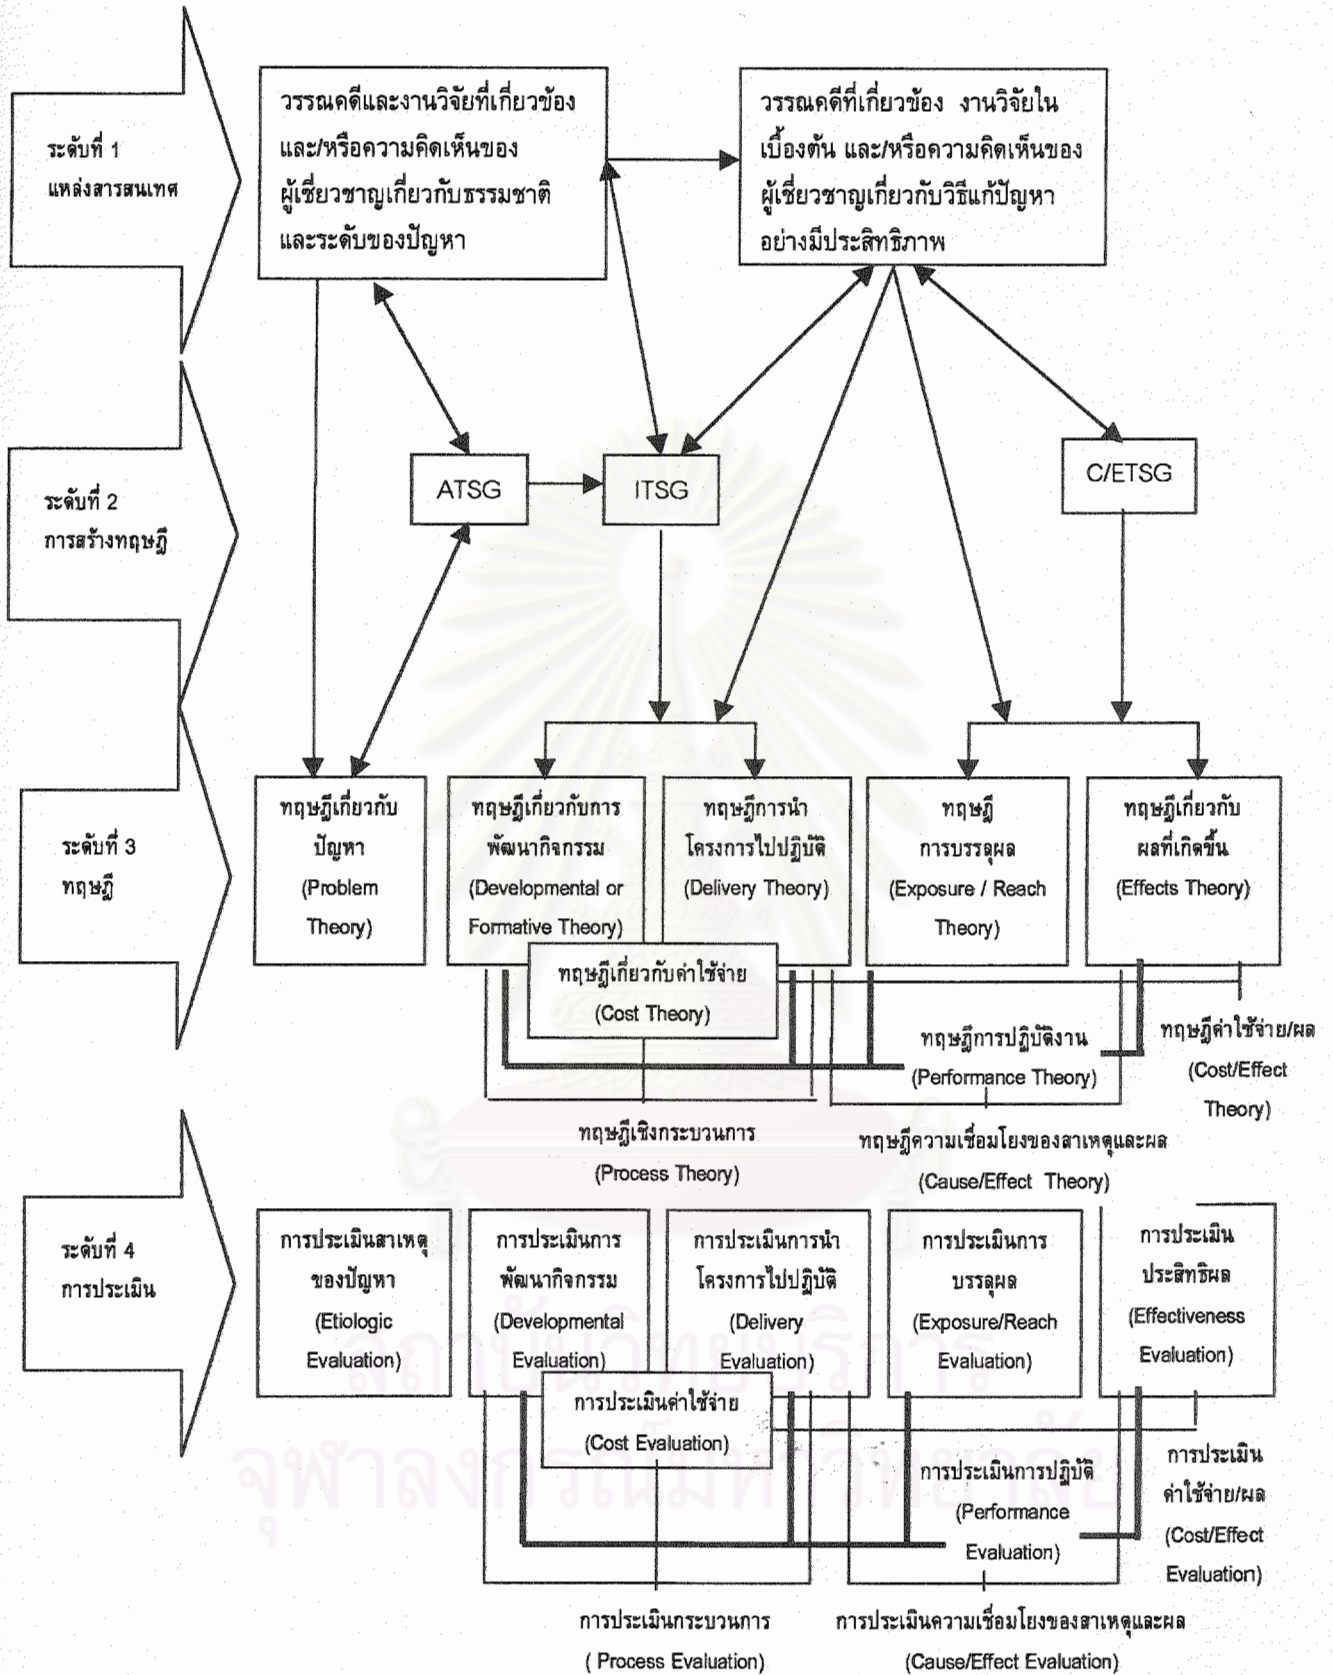 ระดับที่ 1
แหล่งสารสนเทศ
วรรณคดีและงานวิจัยที่เกี่ยวข้อง
และ/หรือความคิดเห็นของ
ผู้เชี่ยวชาญเกี่ยวกับธรรมชาติ
และระดับของปัญหา
วรรณคดีที่เกี่ยวข้อง งานวิจัยใน
เบื้องต้น และ/หรือความคิดเห็นของ
ผู้เชี่ยวชาญเกี่ยวกับวิธีแก้ปัญหา
อย่างมีประสิทธิภาพ
ระดับที่ 2
การสร้างทฤษฎี
ATSG
ITSG
C/ETSG
ระดับที่ 3
ทฤษฎี
ทฤษฎีเกี่ยวกับ
ปัญหา
(Problem
Theory)
ทฤษฎีเกี่ยวกับการ
พัฒนากิจกรรม
(Developmental or
Formative Theory)
ทฤษฎีการนำ
โครงการไปปฏิบัติ
(Delivery Theory)
ทฤษฎี
การบรรลุผล
(Exposure / Reach
Theory)
ทฤษฎีเกี่ยวกับ
ผลที่เกิดขึ้น
(Effects Theory)
ทฤษฎีเกี่ยวกับค่าใช้จ่าย
(Cost Theory)
ทฤษฎีการปฏิบัติงาน
(Performance Theory)
ทฤษฎีค่าใช้จ่าย/ผล
(Cost/Effect
Theory)
ทฤษฎีเชิงกระบวนการ
(Process Theory)
ทฤษฎีความเชื่อมโยงของสาเหตุและผล
(Cause/Effect Theory)
ระดับที่ 4
การประเมิน
การประเมินสาเหตุ
ของปัญหา
(Etiologic
Evaluation)
การประเมินการ
พัฒนากิจกรรม
(Developmental
Evaluation)
การประเมินการนำ
โครงการไปปฏิบัติ
(Delivery
Evaluation)
การประเมินการ
บรรลุผล
(Exposure/Reach
Evaluation)
การประเมิน
ประสิทธิผล
(Effectiveness
Evaluation)
การประเมินค่าใช้จ่าย
(Cost Evaluation)
การประเมินการปฏิบัติ
(Performance
Evaluation)
การประเมิน
ค่าใช้จ่าย/ผล
(Cost/Effect
Evaluation)
การประเมินกระบวนการ
( Process Evaluation)
การประเมินความเชื่อมโยงของสาเหตุและผล
(Cause/Effect Evaluation)
สถาบันวิทยบริการ
จุฬาลงกรณ์มหาวิทยาลัย